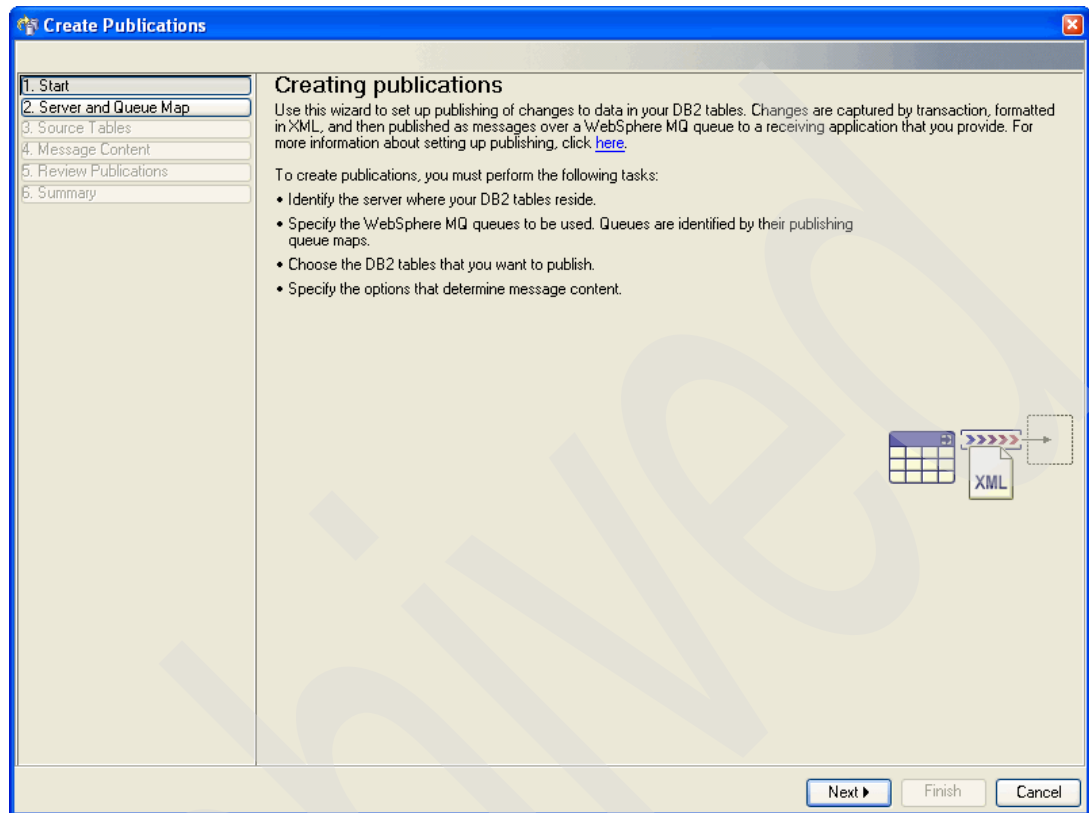 Create Publications
1. Start
2. Server and Queue Map
3. Source Tables
4. Message Content
5. Review Publications
6. Summary
Creating publications
Use this wizard to set up publishing of changes to data in your DB2 tables. Changes are captured by transaction, formatted
in XML, and then published as messages over a WebSphere MQ queue to a receiving application that you provide. For
more information about setting up publishing, click here.
To create publications, you must perform the following tasks:
• Identify the server where your DB2 tables reside.
• Specify the WebSphere MQ queues to be used. Queues are identified by their publishing
queue maps.
• Choose the DB2 tables that you want to publish.
• Specify the options that determine message content.
XML
Next
Finish
Cancel